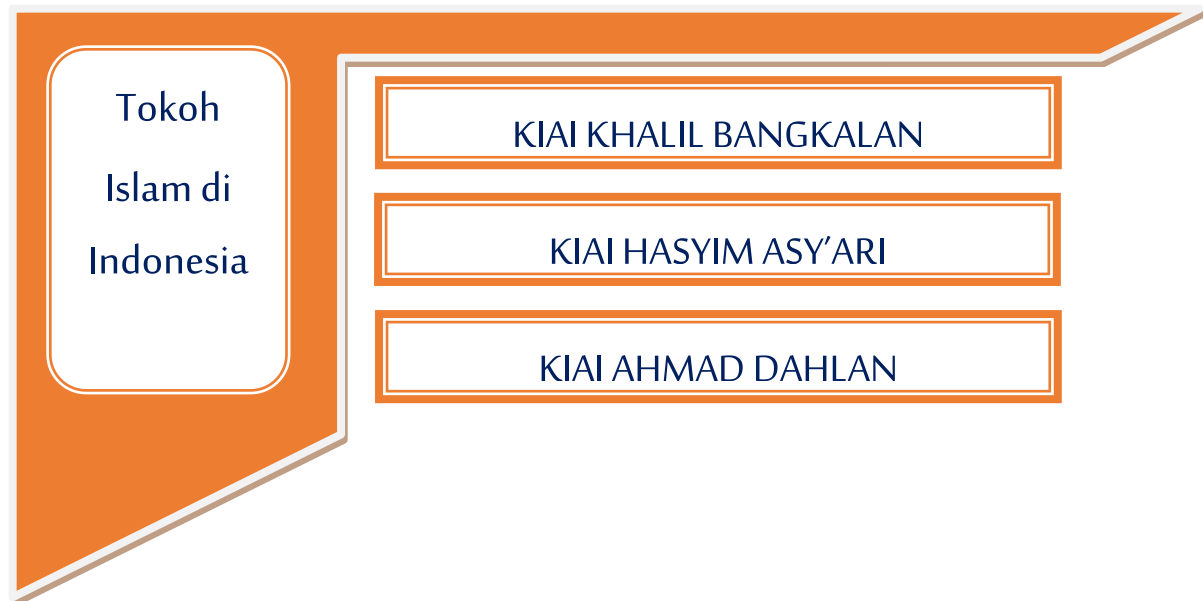 Tokoh
Islam di
Indonesia
KIAI KHALIL BANGKALAN
KIAI HASYIM ASY’ARI
KIAI AHMAD DAHLAN